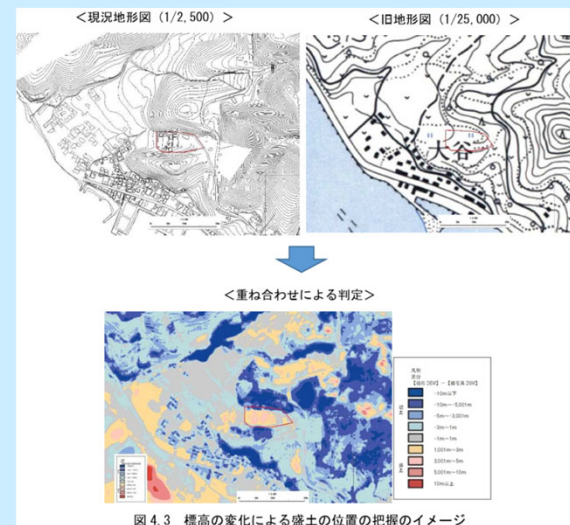 <現況地形図（1/2,500）>
<旧地形図（1/25,000）>
大谷
<重ね合わせによる判定>
凡例
-10m以下
-10m～-5,001m
-5m～-3,001m
-3m～-1m
-1m～1m
1,001m～3m
3,001m～5m
5,001m～10m
10m以上
図 4.3　標高の変化による盛土の位置の把握のイメージ